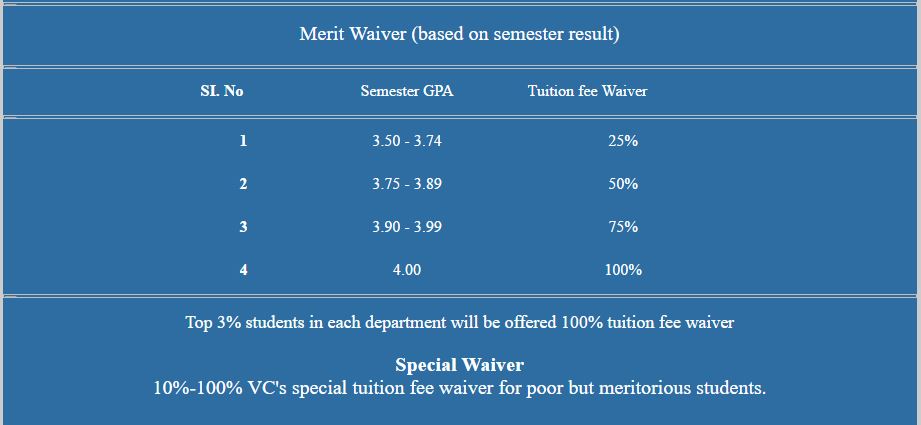 Merit Waiver (based on semester result)
SI. No Semester GPA Tuition fee Waiver
1 3.50 - 3.74 25%
2 3.75 - 3.89 50%
3 3.90 - 3.99 75%
4 4.00 100%
Top 3% students in each department will be offered 100% tuition fee waiver
Special Waiver
10%-100% VC's special tuition fee waiver for poor but meritorious students.